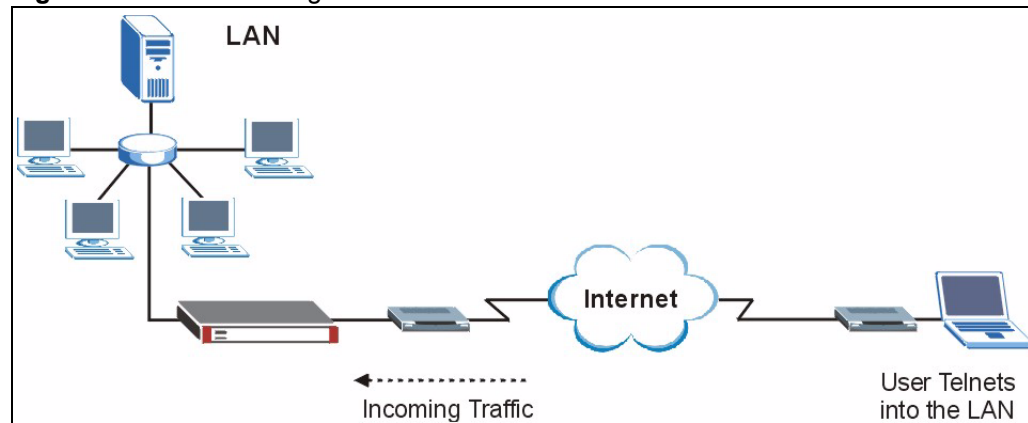 LAN
Internet
Incoming Traffic
User Telnets
into the LAN